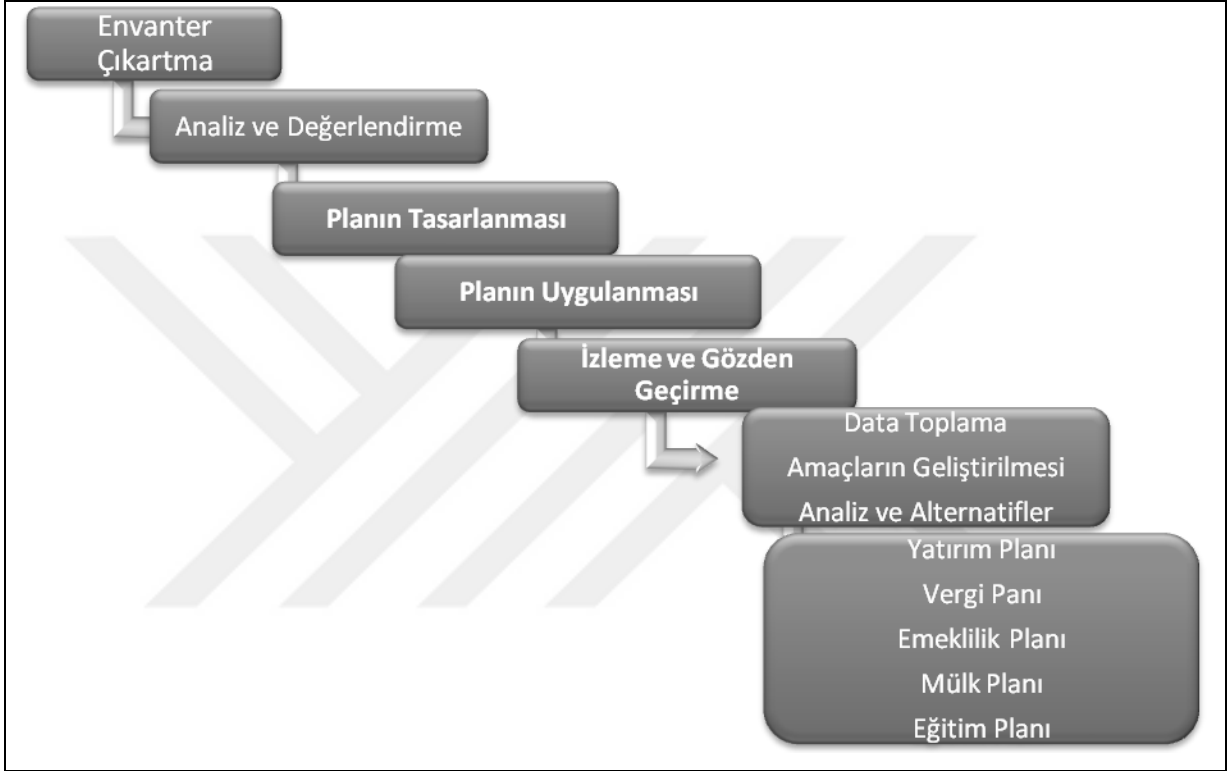 Envanter
Çıkartma
Analiz ve Değerlendirme
Planın Tasarlanması
Planın Uygulanması
İzleme ve Gözden
Geçirme
Data Toplama
Amaçların Geliştirilmesi
Analiz ve Alternatifler
Yatırım Planı
Vergi Panı
Emeklilik Planı
Mülk Planı
Eğitim Planı